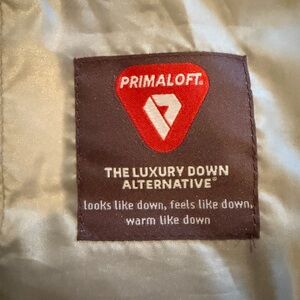 PRIMALOFT®
THE LUXURY DOWN
ALTERNATIVE®
looks like down, feels like down,
warm like down